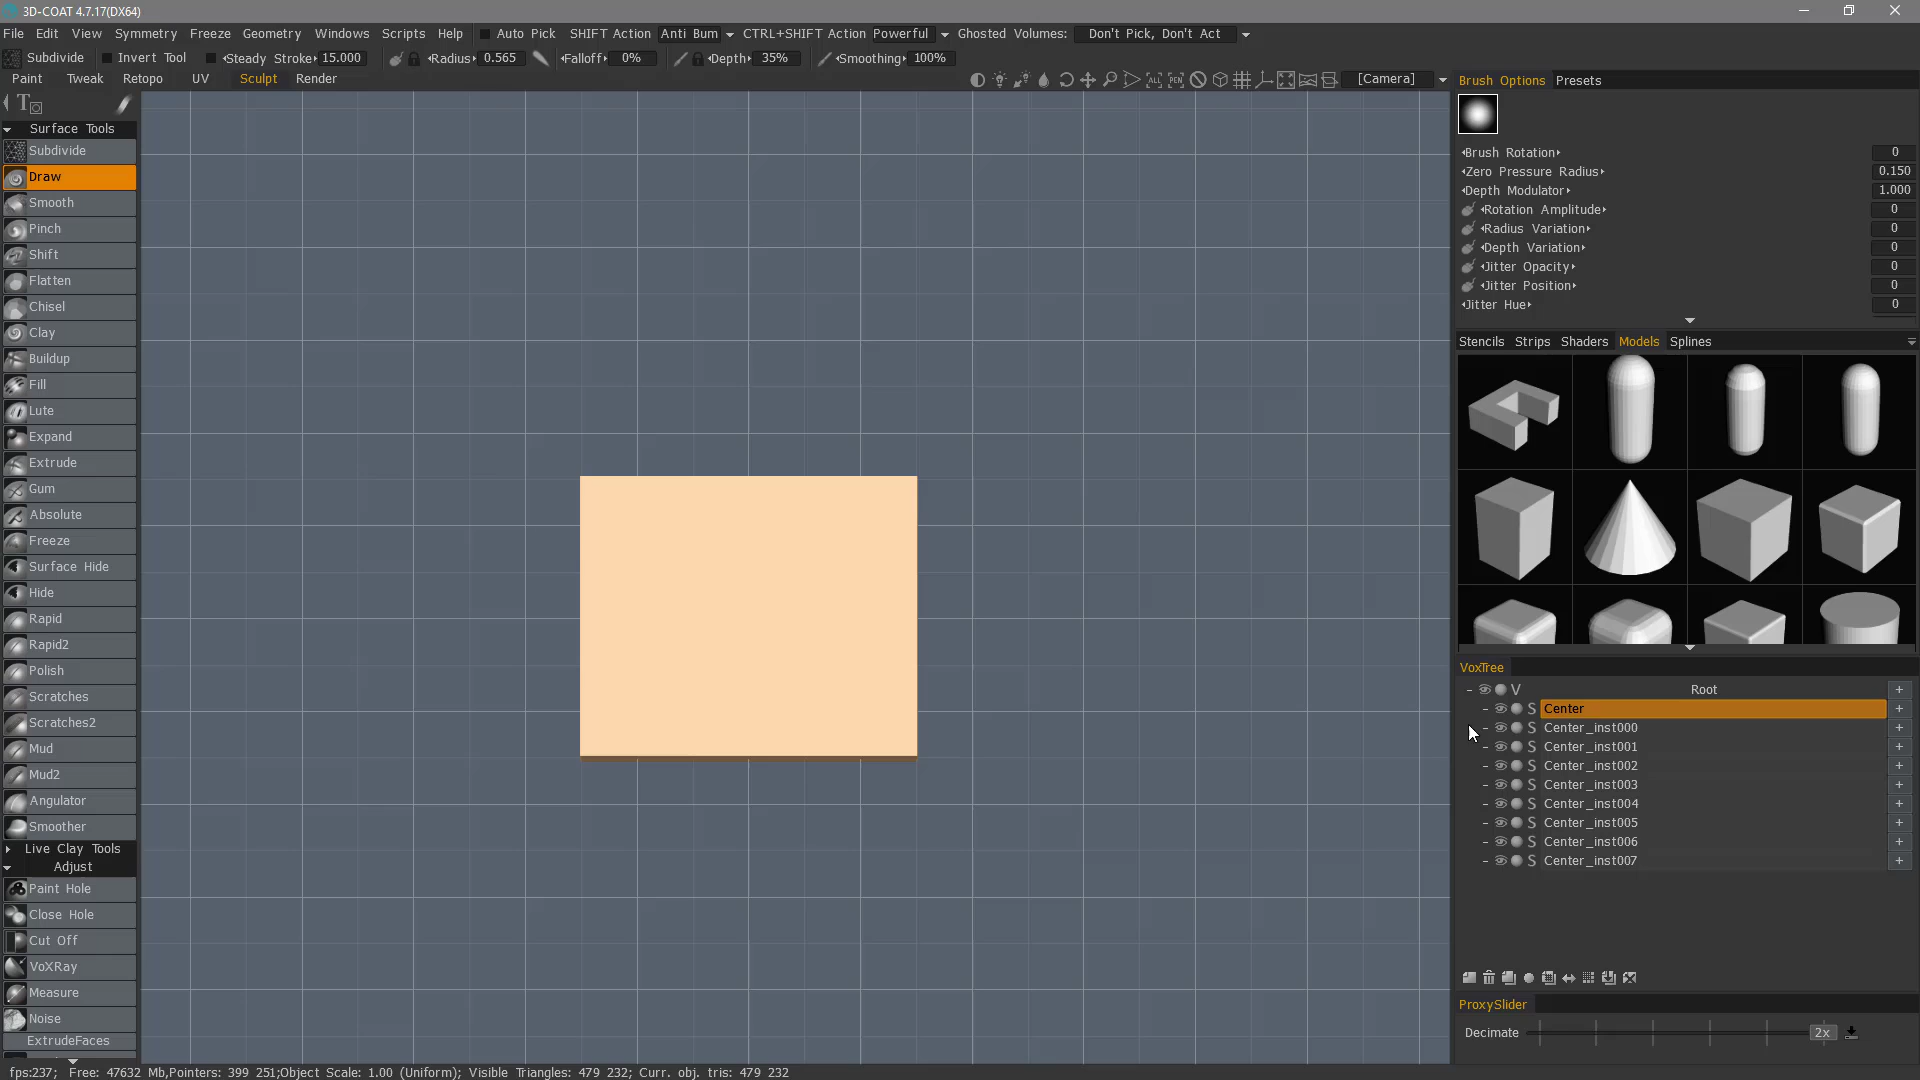 3D-COAT 4.7.17(DX64)
File Edit View Symmetry Freeze Geometry Windows Scripts Help Auto Pick SHIFT Action Anti Bum CTRL+SHIFT Action Powerful Ghosted Volumes: Don't Pick, Don't Act
Subdivide Invert Tool Steady Stroke 15.000 Radius 0.565 Falloff 0% Depth 35% Smoothing 100%
Paint Tweak Retopo UV Sculpt Render [Camera]
Surface Tools
Subdivide
Draw
Smooth
Pinch
Shift
Flatten
Chisel
Clay
Buildup
Fill
Lute
Expand
Extrude
Gum
Absolute
Freeze
Surface Hide
Hide
Rapid
Rapid2
Polish
Scratches
Scratches2
Mud
Mud2
Angulator
Smoother
Live Clay Tools
Adjust
Paint Hole
Close Hole
Cut Off
VoXRay
Measure
Noise
ExtrudeFaces
Brush Options Presets
Brush Rotation 0
Zero Pressure Radius 0.150
Depth Modulator 1.000
Rotation Amplitude 0
Radius Variation 0
Depth Variation 0
Jitter Opacity 0
Jitter Position 0
Jitter Hue 0
Stencils Strips Shaders Models Splines
VoxTree
V Root +
S Center +
S Center_inst000 +
S Center_inst001 +
S Center_inst002 +
S Center_inst003 +
S Center_inst004 +
S Center_inst005 +
S Center_inst006 +
S Center_inst007 +
ProxySlider
Decimate 2x
fps:237; Free: 47632 Mb,Pointers: 399 251;Object Scale: 1.00 (Uniform); Visible Triangles: 479 232; Curr. obj. tris: 479 232